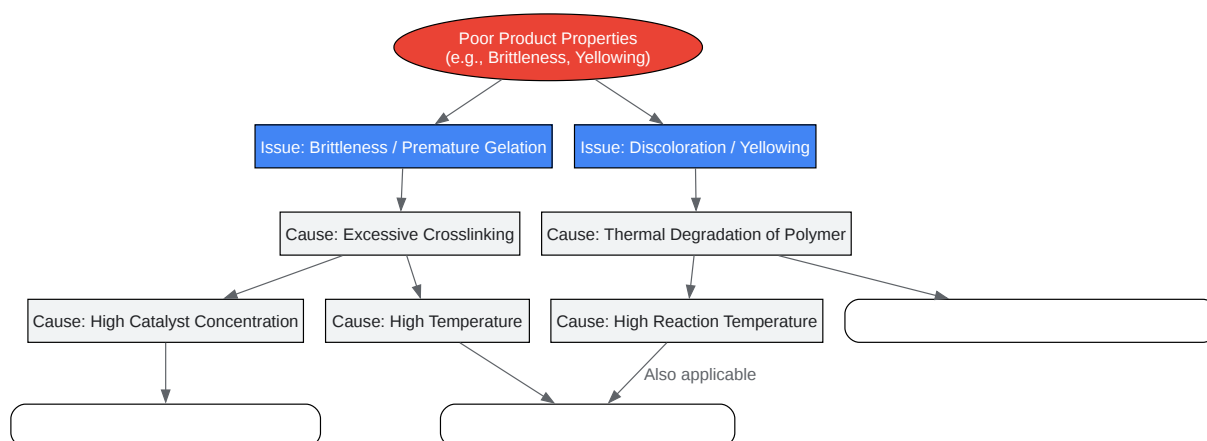 Poor Product Properties
(e.g., Brittleness, Yellowing)
Issue: Brittleness / Premature Gelation
Issue: Discoloration / Yellowing
Cause: Excessive Crosslinking
Cause: Thermal Degradation of Polymer
Cause: High Catalyst Concentration
Cause: High Temperature
Cause: High Reaction Temperature
Also applicable